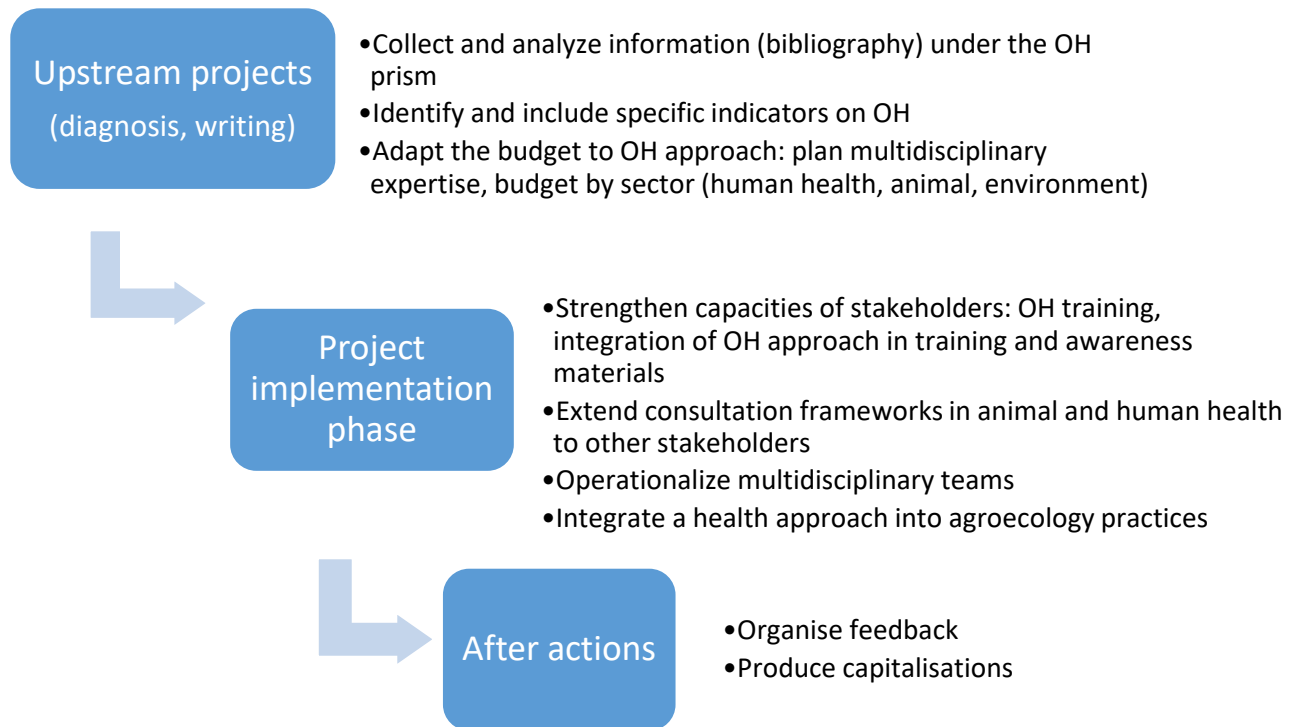 Upstream projects
(diagnosis, writing)
•Collect and analyze information (bibliography) under the OH
prism
•Identify and include specific indicators on OH
•Adapt the budget to OH approach: plan multidisciplinary
expertise, budget by sector (human health, animal, environment)
Project
implementation
phase
•Strengthen capacities of stakeholders: OH training,
integration of OH approach in training and awareness
materials
•Extend consultation frameworks in animal and human health
to other stakeholders
•Operationalize multidisciplinary teams
•Integrate a health approach into agroecology practices
After actions
•Organise feedback
•Produce capitalisations